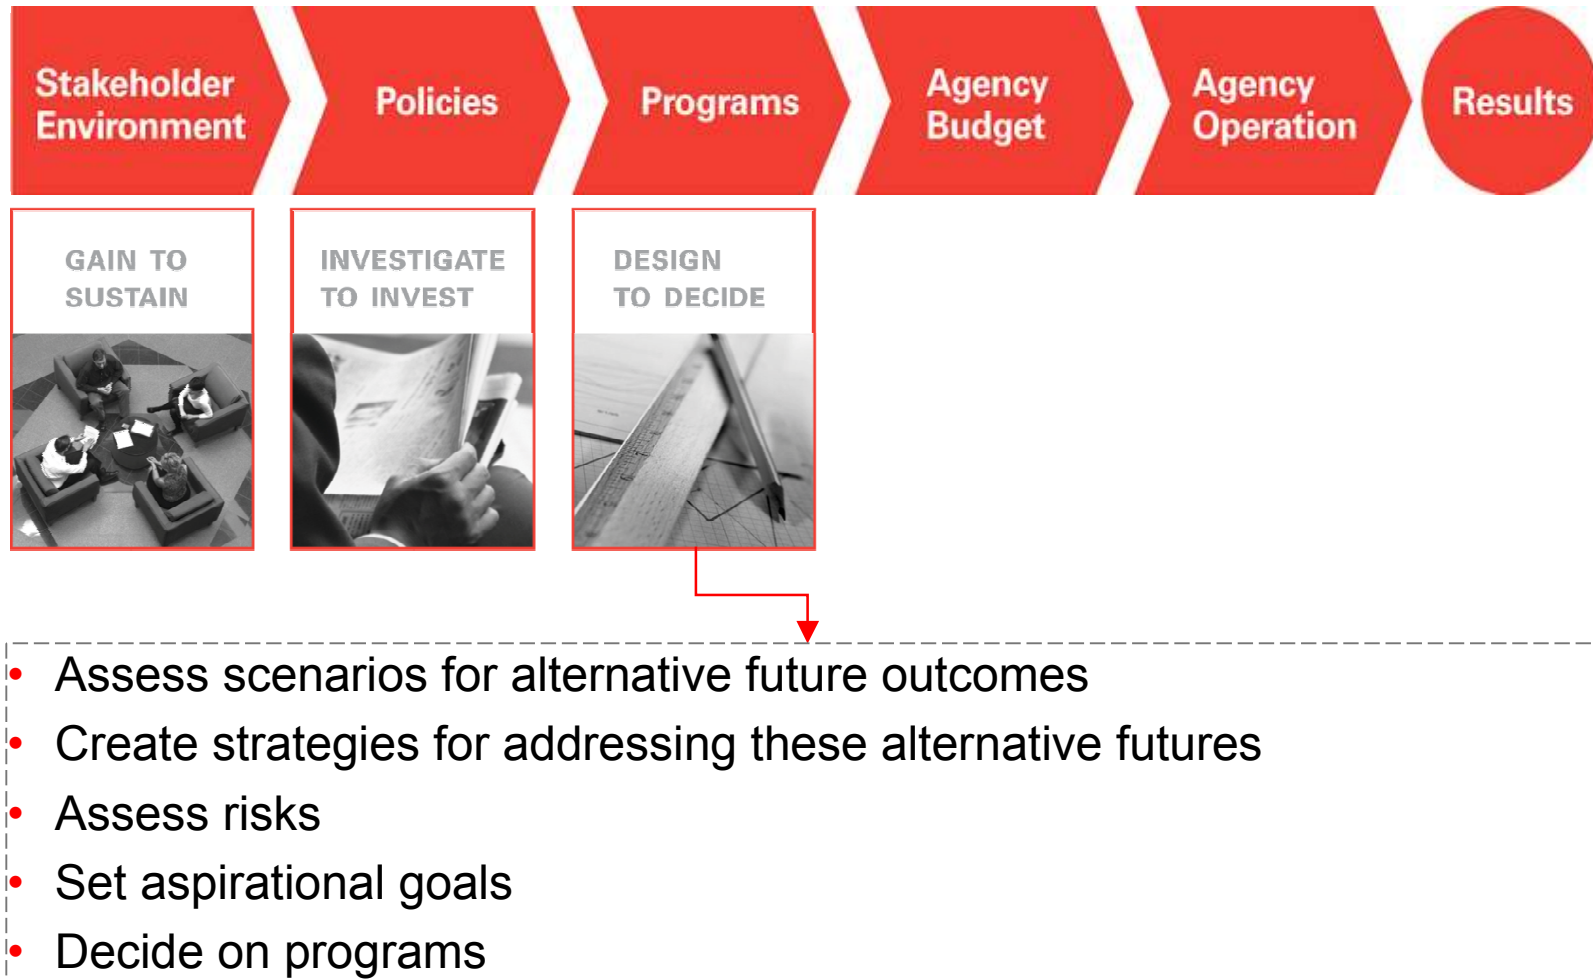 Stakeholder
Environment
Policies
Programs
Agency
Budget
Agency
Operation
Results
GAIN TO
SUSTAIN
INVESTIGATE
TO INVEST
DESIGN
TO DECIDE
• Assess scenarios for alternative future outcomes
• Create strategies for addressing these alternative futures
• Assess risks
• Set aspirational goals
• Decide on programs